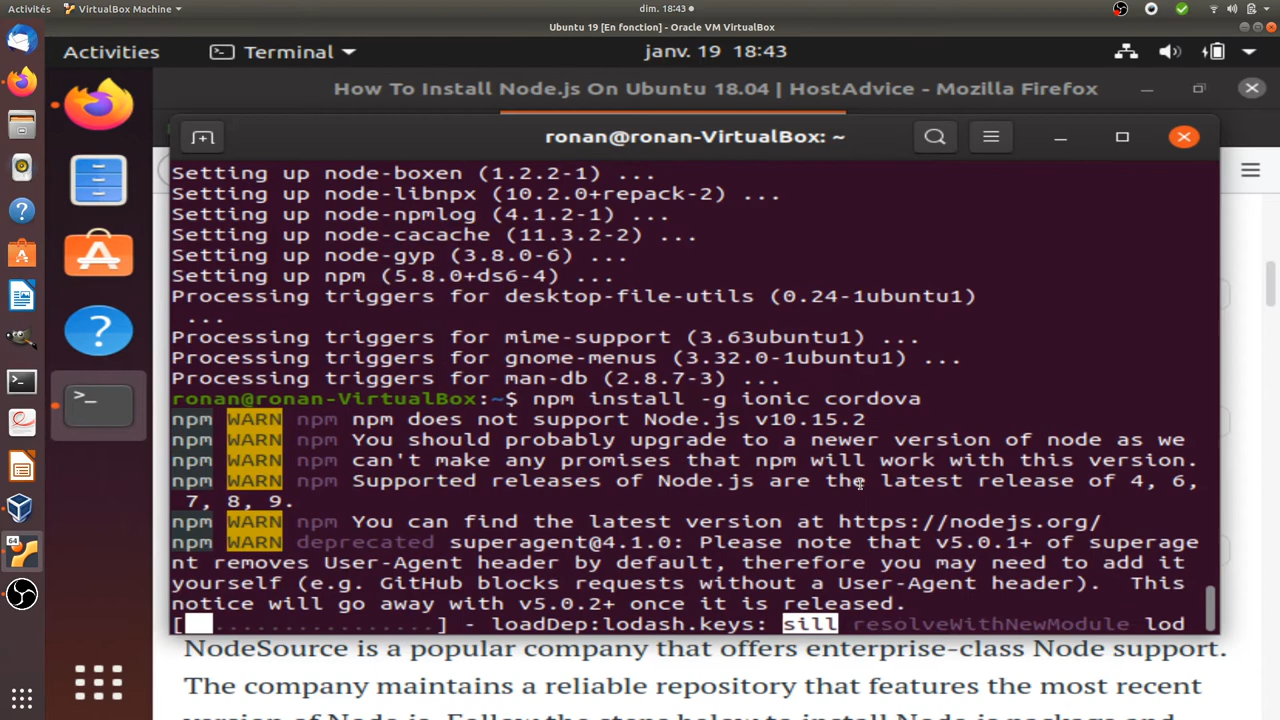 Activités
VirtualBox Machine
dim. 18:43
Ubuntu 19 [En fonction] - Oracle VM VirtualBox
Activities
Terminal
janv. 19 18:43
How To Install Node.js On Ubuntu 18.04 | HostAdvice - Mozilla Firefox
ronan@ronan-VirtualBox: ~
Setting up node-boxen (1.2.2-1) ...
Setting up node-libnpx (10.2.0+repack-2) ...
Setting up node-npmlog (4.1.2-1) ...
Setting up node-cacache (11.3.2-2) ...
Setting up node-gyp (3.8.0-6) ...
Setting up npm (5.8.0+ds6-4) ...
Processing triggers for desktop-file-utils (0.24-1ubuntu1)
...
Processing triggers for mime-support (3.63ubuntu1) ...
Processing triggers for gnome-menus (3.32.0-1ubuntu1) ...
Processing triggers for man-db (2.8.7-3) ...
ronan@ronan-VirtualBox:~$ npm install -g ionic cordova
npm WARN npm npm does not support Node.js v10.15.2
npm WARN npm You should probably upgrade to a newer version of node as we
npm WARN npm can't make any promises that npm will work with this version.
npm WARN npm Supported releases of Node.js are the latest release of 4, 6,
7, 8, 9.
npm WARN npm You can find the latest version at https://nodejs.org/
npm WARN deprecated superagent@4.1.0: Please note that v5.0.1+ of superage
nt removes User-Agent header by default, therefore you may need to add it
yourself (e.g. GitHub blocks requests without a User-Agent header). This
notice will go away with v5.0.2+ once it is released.
[ ..................] - loadDep:lodash.keys: sill resolveWithNewModule lod
NodeSource is a popular company that offers enterprise-class Node support.
The company maintains a reliable repository that features the most recent
version of Node.js. Follow the steps below to install Node.js package and